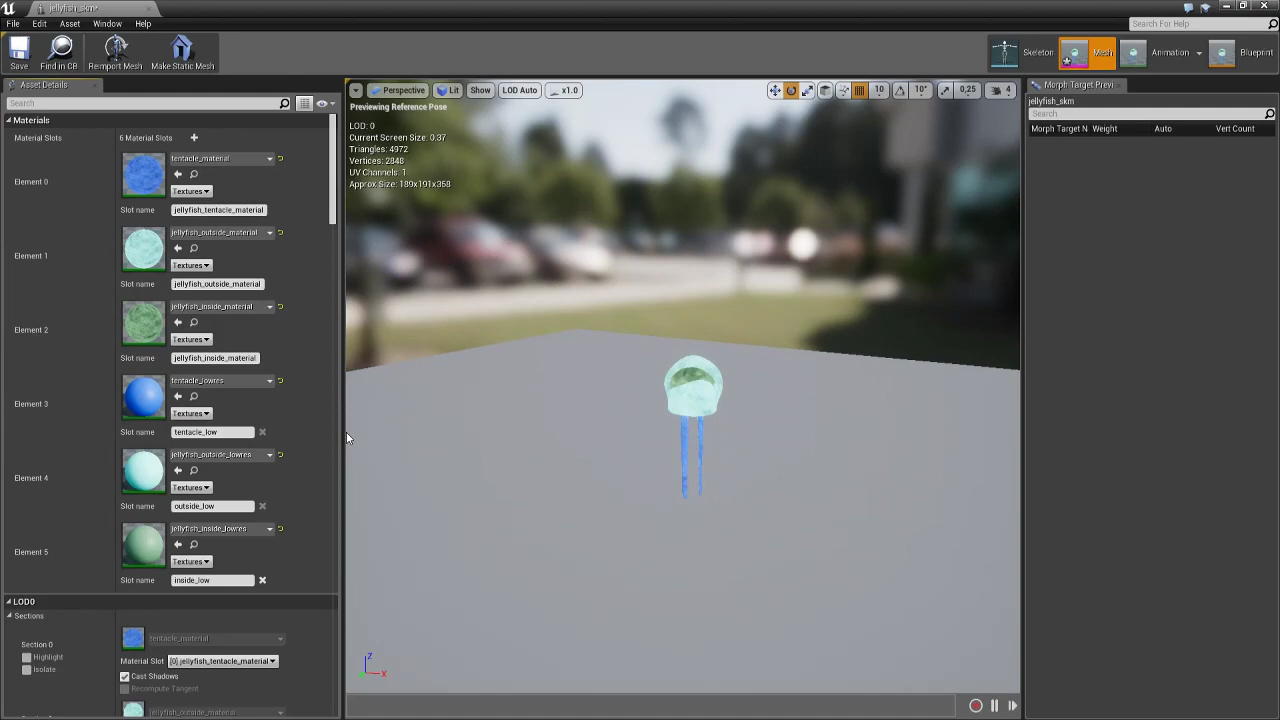 jellyfish_skm*
File Edit Asset Window Help
Search For Help
Save Find in CB Reimport Mesh Make Static Mesh
Skeleton Mesh Animation Blueprint
Asset Details
Search
Materials
Material Slots 6 Material Slots
Element 0
tentacle_material
Textures
Slot name jellyfish_tentacle_material
Element 1
jellyfish_outside_material
Textures
Slot name jellyfish_outside_material
Element 2
jellyfish_inside_material
Textures
Slot name jellyfish_inside_material
Element 3
tentacle_lowres
Textures
Slot name tentacle_low
Element 4
jellyfish_outside_lowres
Textures
Slot name outside_low
Element 5
jellyfish_inside_lowres
Textures
Slot name inside_low
LOD0
Sections
Section 0
Highlight
Isolate
tentacle_material
Material Slot [0] jellyfish_tentacle_material
Cast Shadows
Recompute Tangent
jellyfish_outside_material
Perspective Lit Show LOD Auto x1.0
10 10° 0,25 4
Previewing Reference Pose
LOD: 0
Current Screen Size: 0.37
Triangles: 4972
Vertices: 2848
UV Channels: 1
Approx Size: 189x191x368
Z
X
Morph Target Previ
jellyfish_skm
Search
Morph Target N Weight Auto Vert Count